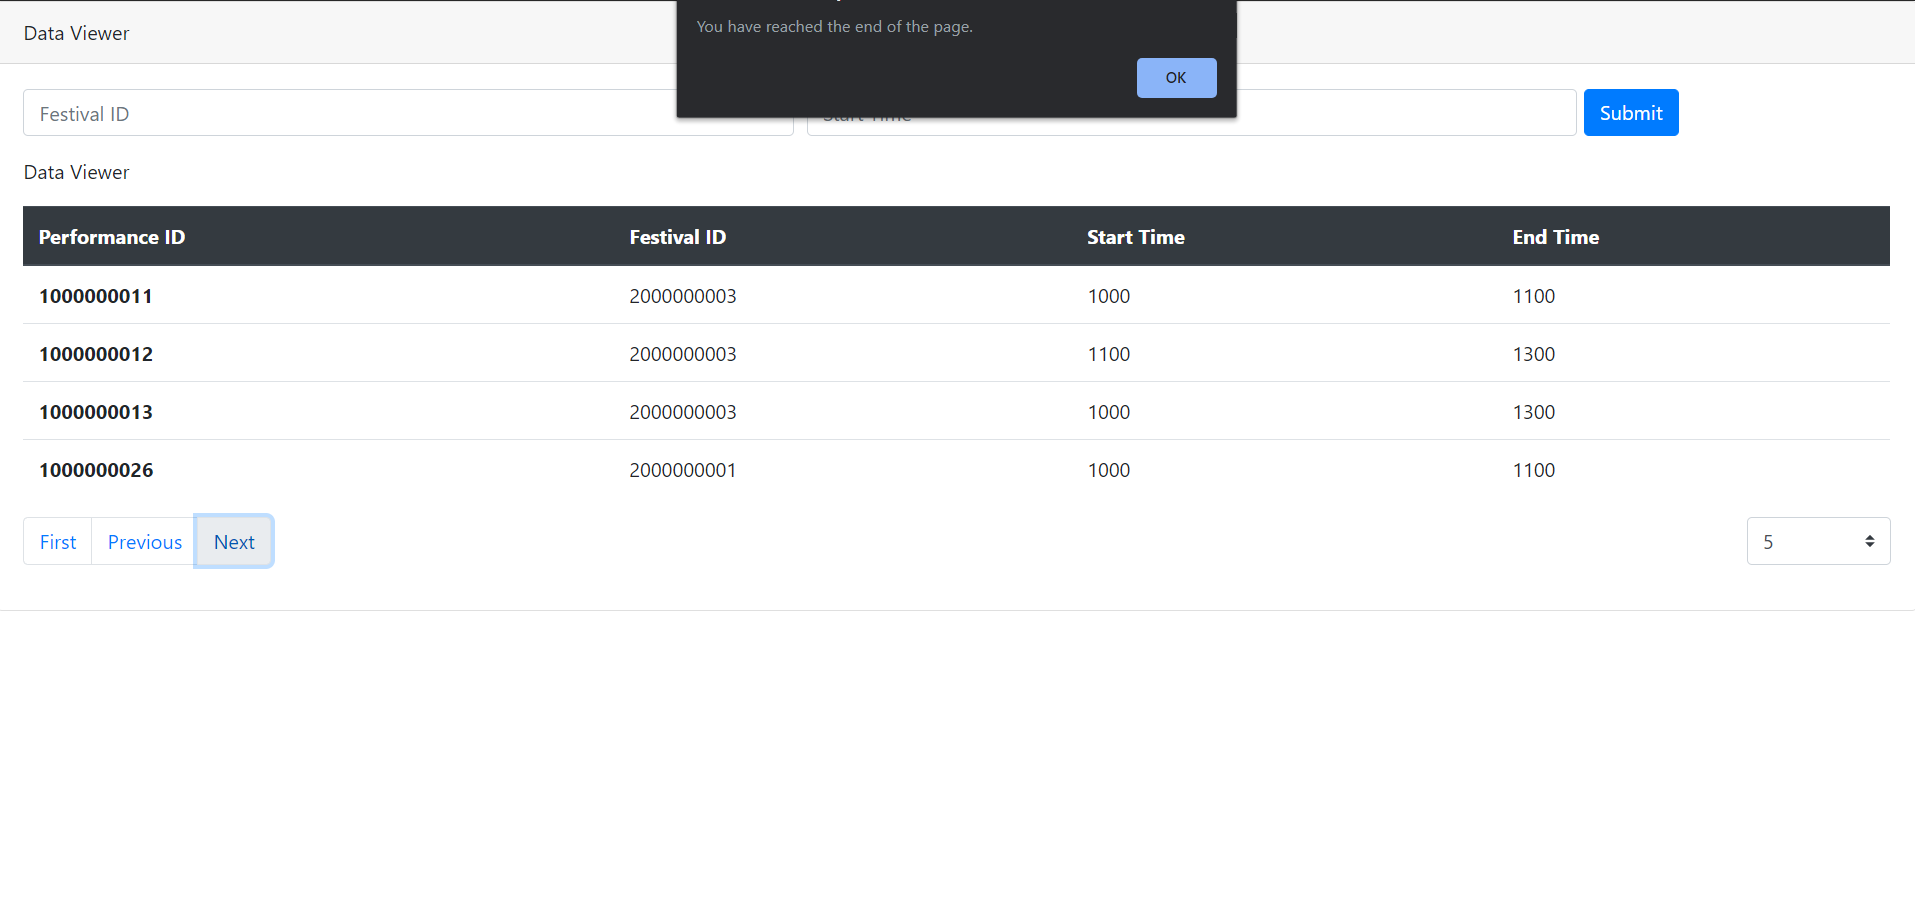 Data Viewer
You have reached the end of the page.
OK
Festival ID
Submit
Data Viewer
Performance ID Festival ID Start Time End Time
1000000011 2000000003 1000 1100
1000000012 2000000003 1100 1300
1000000013 2000000003 1000 1300
1000000026 2000000001 1000 1100
First Previous Next 5